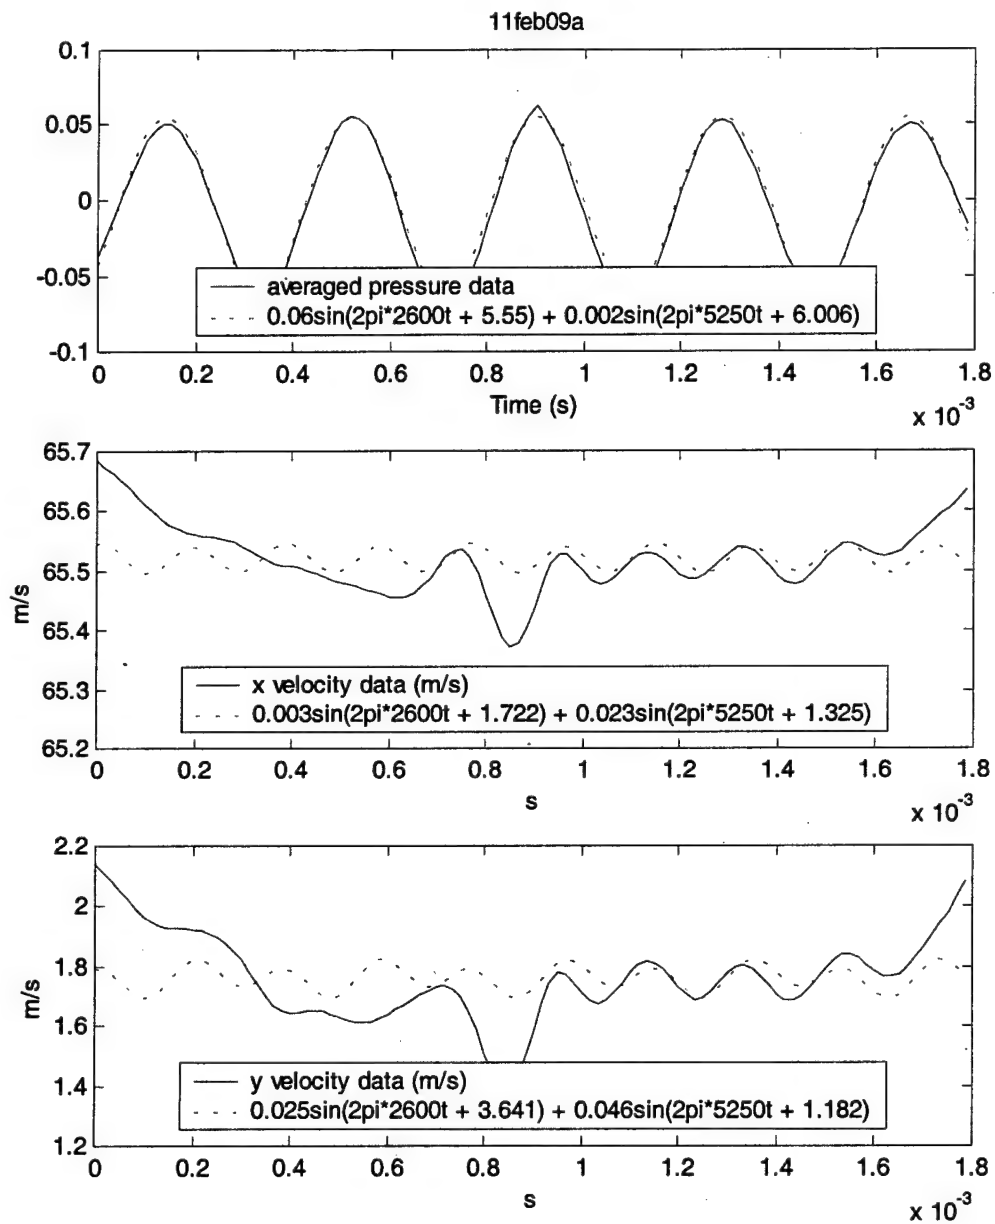 11feb09a
0.1
0.05
0
-0.05
-0.1
averaged pressure data
0.06sin(2pi*2600t + 5.55) + 0.002sin(2pi*5250t + 6.006)
0 0.2 0.4 0.6 0.8 1 1.2 1.4 1.6 1.8
Time (s)
x 10^-3
65.7
65.6
65.5
65.4
65.3
65.2
m/s
x velocity data (m/s)
0.003sin(2pi*2600t + 1.722) + 0.023sin(2pi*5250t + 1.325)
0 0.2 0.4 0.6 0.8 1 1.2 1.4 1.6 1.8
s
x 10^-3
2.2
2
1.8
1.6
1.4
1.2
m/s
y velocity data (m/s)
0.025sin(2pi*2600t + 3.641) + 0.046sin(2pi*5250t + 1.182)
0 0.2 0.4 0.6 0.8 1 1.2 1.4 1.6 1.8
s
x 10^-3